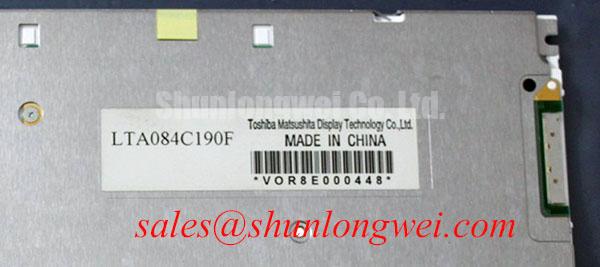 Shunlongwei Co.,Ltd.
LTA084C190F
Toshiba Matsushita Display Technology Co.,Ltd.
MADE IN CHINA
*VOR8E000448*
sales@shunlongwei.com